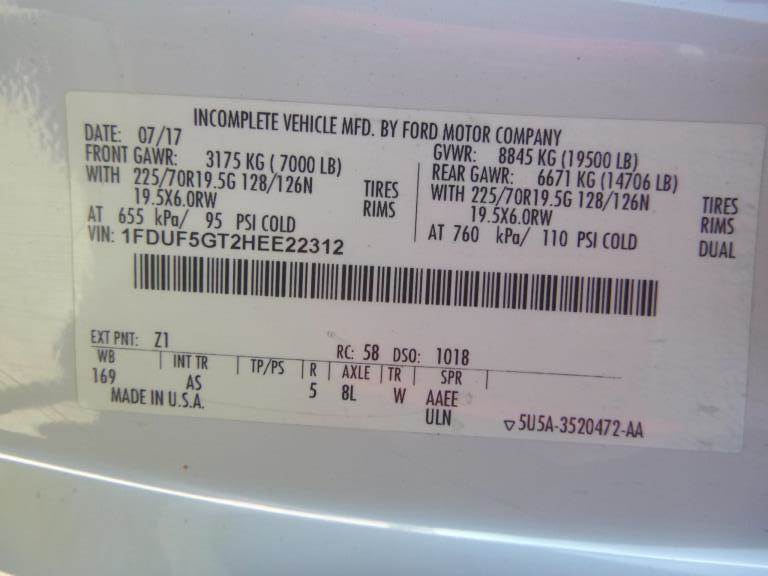 INCOMPLETE VEHICLE MFD. BY FORD MOTOR COMPANY
DATE: 07/17
FRONT GAWR: 3175 KG ( 7000 LB)
WITH 225/70R19.5G 128/126N TIRES
19.5X6.0RW RIMS
AT 655 kPa/ 95 PSI COLD
GVWR: 8845 KG (19500 LB)
REAR GAWR: 6671 KG (14706 LB)
WITH 225/70R19.5G 128/126N TIRES
19.5X6.0RW RIMS
AT 760 kPa/ 110 PSI COLD DUAL
VIN: 1FDUF5GT2HEE22312
EXT PNT: Z1 RC: 58 DSO: 1018
WB | INT TR | TP/PS | R | AXLE | TR | SPR |
169 AS 5 8L W AAEE
MADE IN U.S.A. ULN ▽5U5A-3520472-AA